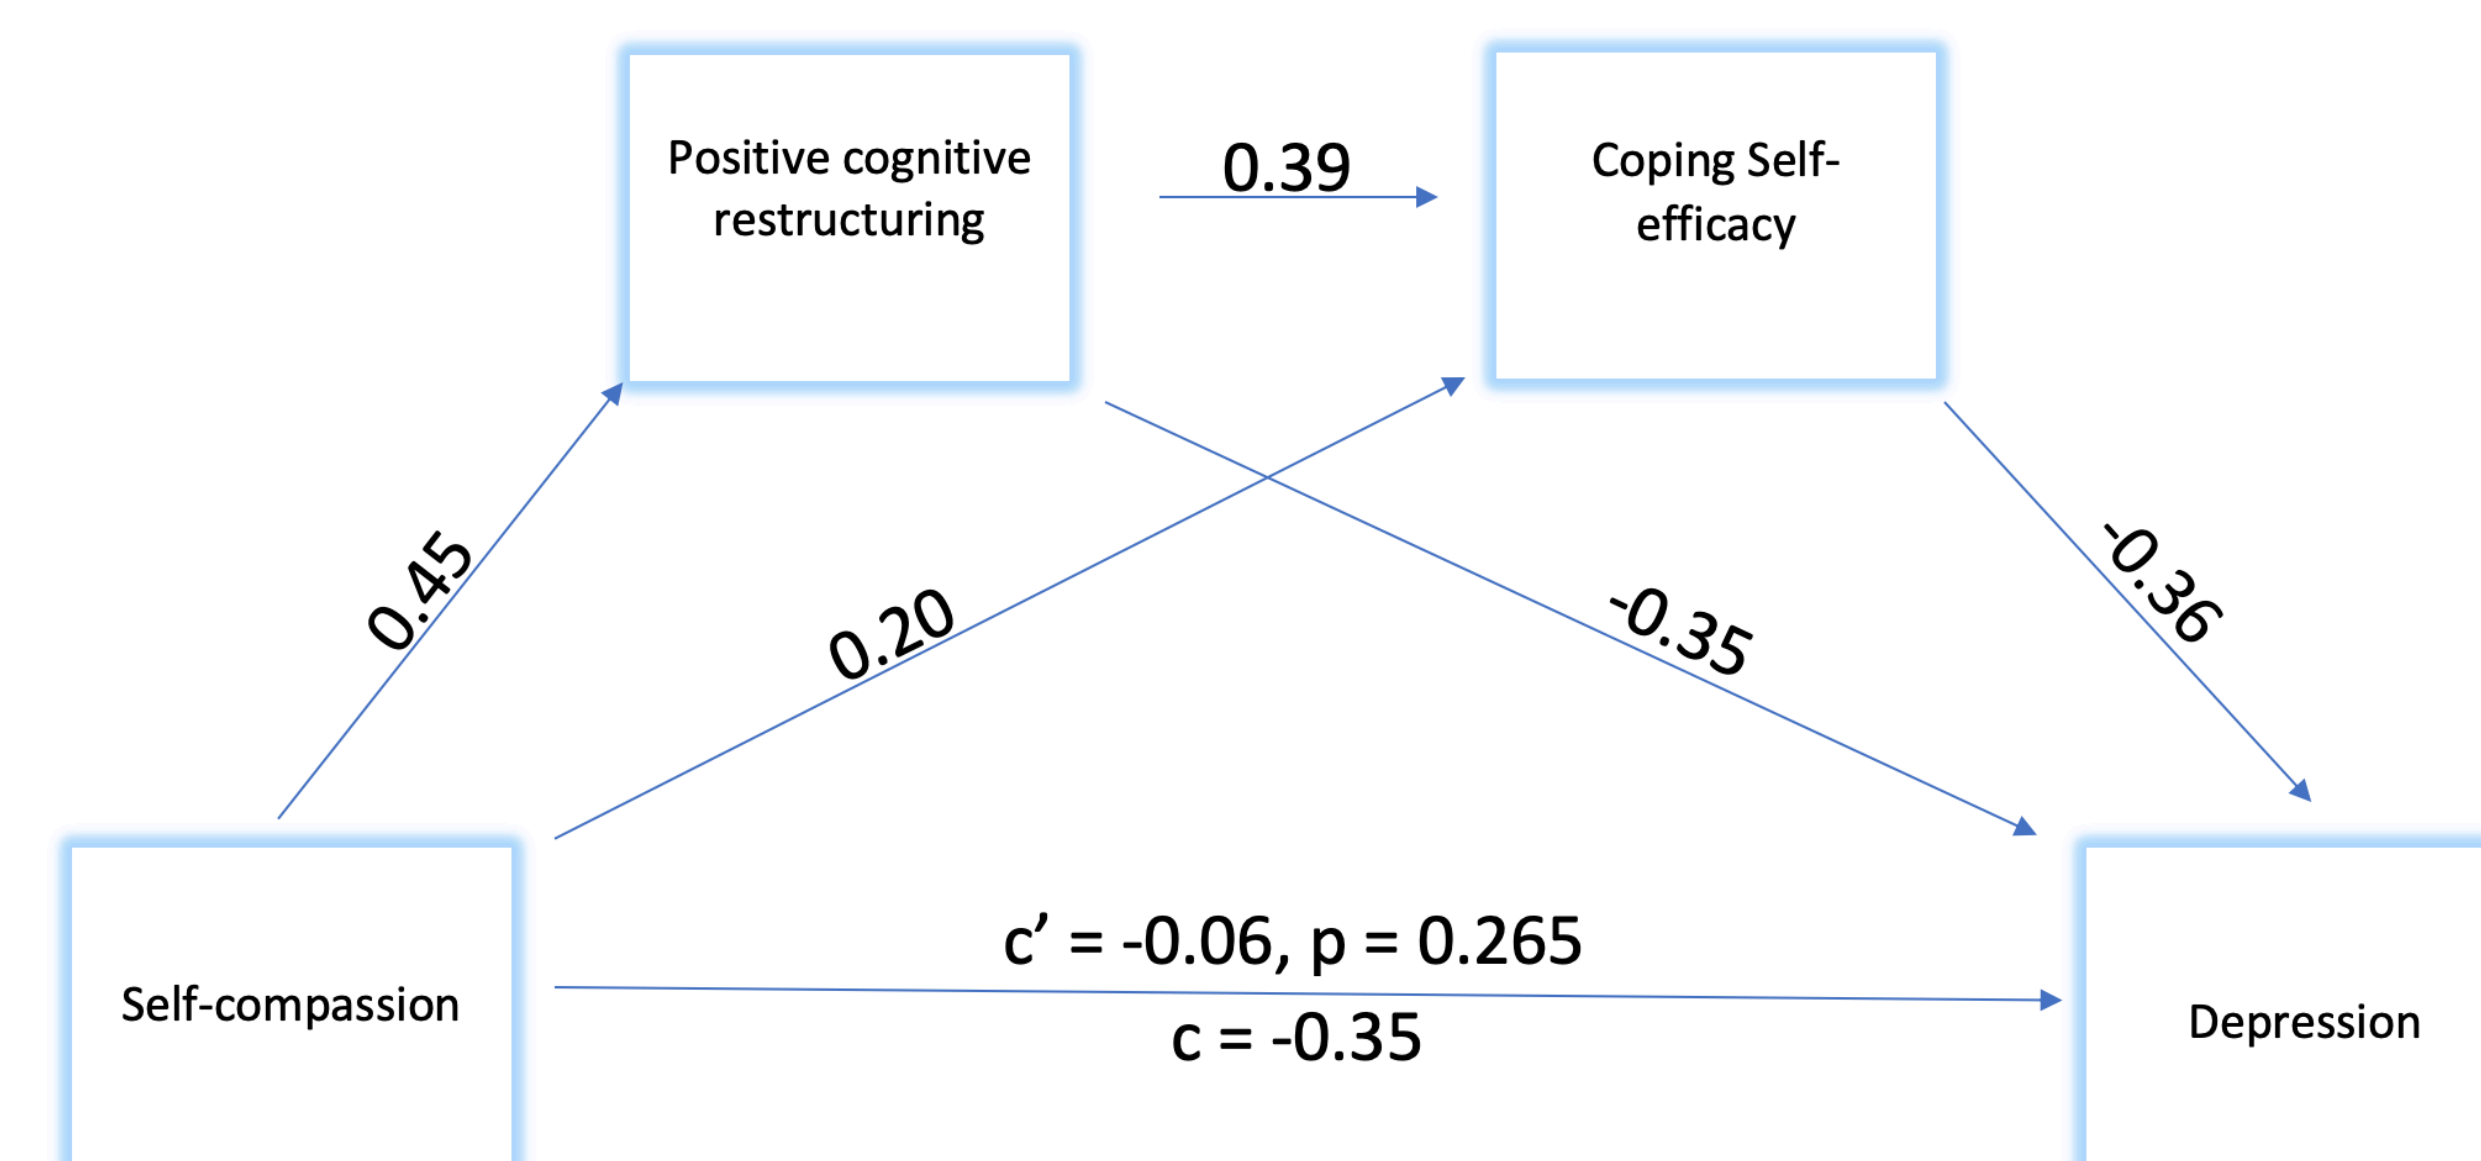 Positive cognitive
restructuring
0.39
Coping Self-
efficacy
0.45
0.20
-0.35
-0.36
c’ = -0.06, p = 0.265
c = -0.35
Self-compassion
Depression